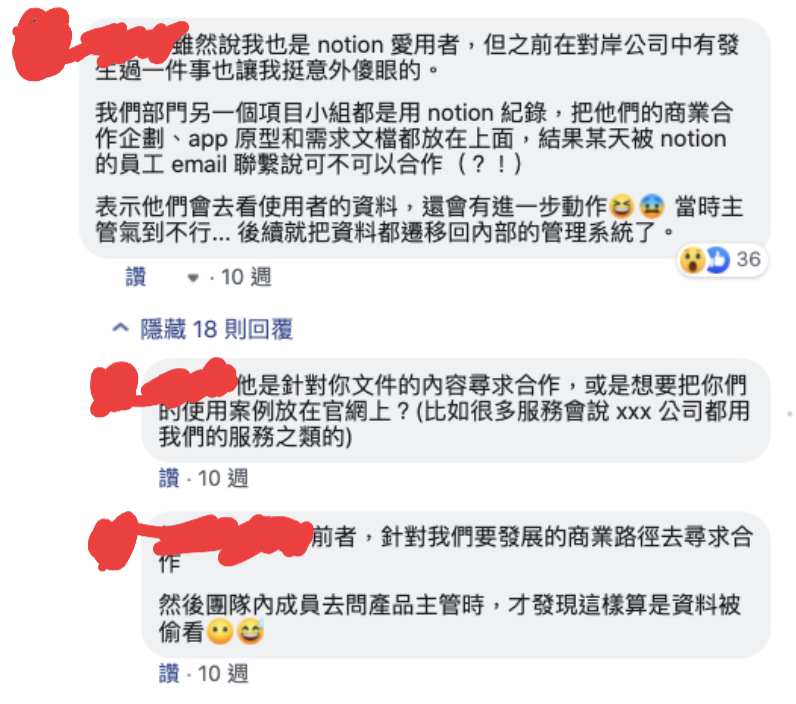 雖然說我也是 notion 愛用者，但之前在對岸公司中有發
生過一件事也讓我挺意外傻眼的。
我們部門另一個項目小組都是用 notion 紀錄，把他們的商業合
作企劃、app 原型和需求文檔都放在上面，結果某天被 notion
的員工 email 聯繫說可不可以合作（？！）
表示他們會去看使用者的資料，還會有進一步動作😆😰 當時主
管氣到不行... 後續就把資料都遷移回內部的管理系統了。
36
讚 · 10 週
隱藏 18 則回覆
他是針對你文件的內容尋求合作，或是想要把你們
的使用案例放在官網上？(比如很多服務會說 xxx 公司都用
我們的服務之類的)
讚 · 10 週
前者，針對我們要發展的商業路徑去尋求合
作
然後團隊內成員去問產品主管時，才發現這樣算是資料被
偷看😶😅
讚 · 10 週